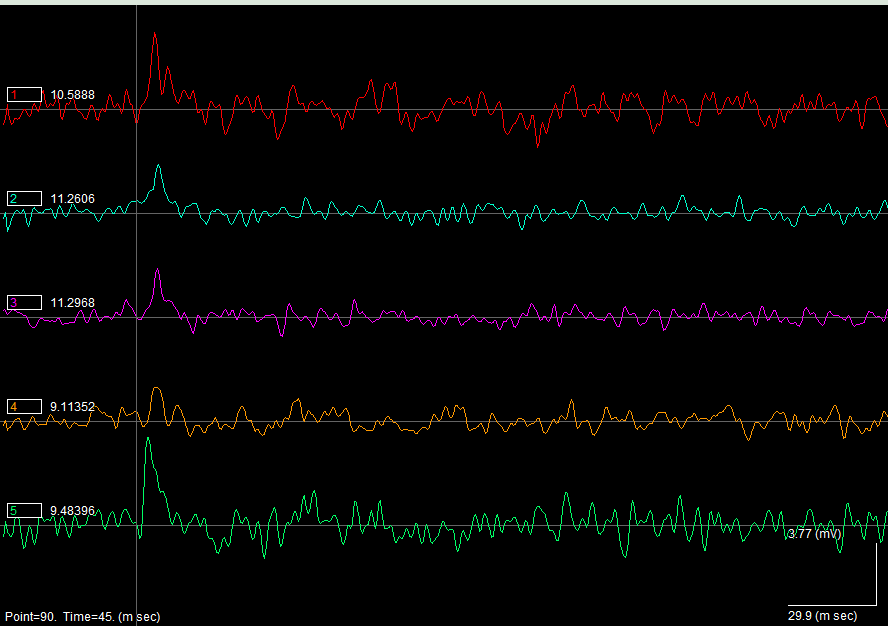 1 10.5888
2 11.2606
3 11.2968
4 9.11352
5 9.48396
3.77 (mV)
Point=90. Time=45. (m sec)
29.9 (m sec)